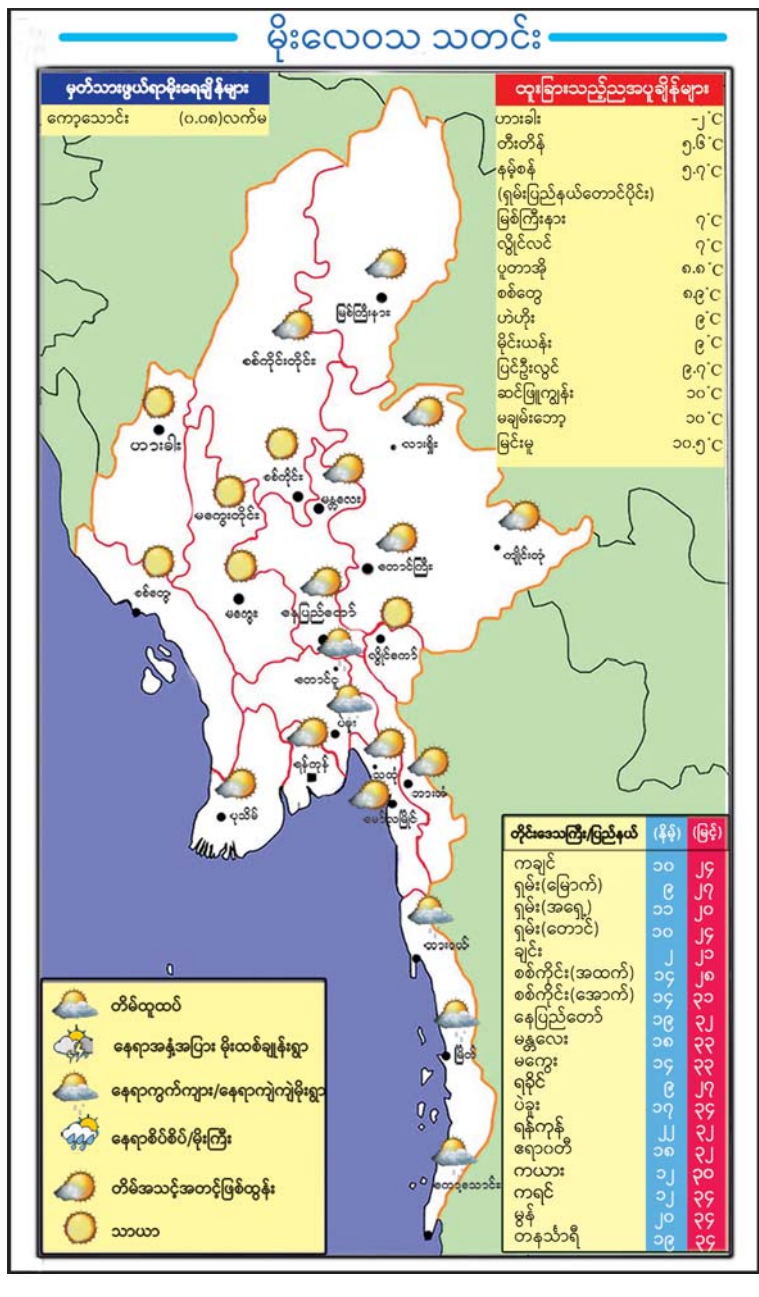 မိုးလေဝသ သတင်း
မှတ်သားဖွယ်ရာမိုးရေချိန်များ
ကော့သောင်း (၀.၀၈)လက်မ
ထူးခြားသည့်ညအပူချိန်များ
ဟားခါး -၂°C
တီးတိန် ၅.၆°C
နမ့်စန် ၅.၇°C
(ရှမ်းပြည်နယ်တောင်ပိုင်း)
မြစ်ကြီးနား ၇°C
လွိုင်လင် ၇°C
ပူတာအို ၈.၈°C
စစ်တွေ ၈.၉°C
ဟဲဟိုး ၉°C
မိုင်းယန်း ၉°C
ပြင်ဦးလွင် ၉.၇°C
ဆင်ဖြူကျွန်း ၁၀°C
မချမ်းဘော့ ၁၀°C
မြင်းမူ ၁၀.၅°C
မြစ်ကြီးနား
စစ်ကိုင်းတိုင်း
ဟားခါး
လားရှိုး
စစ်ကိုင်း
မန္တလေး
မကွေးတိုင်း
ကျိုင်းတုံ
တောင်ကြီး
စစ်တွေ
မကွေး
နေပြည်တော်
လွိုင်ကော်
တောင်ငူ
ပဲခူး
ရန်ကုန်
သထုံ
ဘားအံ
ပုသိမ်
မော်လမြိုင်
ထားဝယ်
မြိတ်
ကော့သောင်း
တိမ်ထူထပ်
နေရာအနှံ့အပြား မိုးထစ်ချုန်းရွာ
နေရာကွက်ကျား/နေရာကျဲကျဲမိုးရွာ
နေရာစိပ်စိပ်/မိုးကြီး
တိမ်အသင့်အတင့်ဖြစ်ထွန်း
သာယာ
တိုင်းဒေသကြီး/ပြည်နယ် (နိမ့်) (မြင့်)
ကချင် ၁၀ ၂၄
ရှမ်း(မြောက်) ၉ ၂၇
ရှမ်း(အရှေ့) ၁၁ ၂၀
ရှမ်း(တောင်) ၁၀ ၂၄
ချင်း ၂ ၂၁
စစ်ကိုင်း(အထက်) ၁၄ ၂၈
စစ်ကိုင်း(အောက်) ၁၄ ၃၁
နေပြည်တော် ၁၉ ၃၂
မန္တလေး ၁၈ ၃၃
မကွေး ၁၄ ၃၃
ရခိုင် ၉ ၂၇
ပဲခူး ၁၇ ၃၄
ရန်ကုန် ၂၂ ၃၂
ဧရာဝတီ ၁၈ ၃၂
ကယား ၁၂ ၃၀
ကရင် ၁၂ ၃၄
မွန် ၂၀ ၃၄
တနင်္သာရီ ၁၉ ၃၄